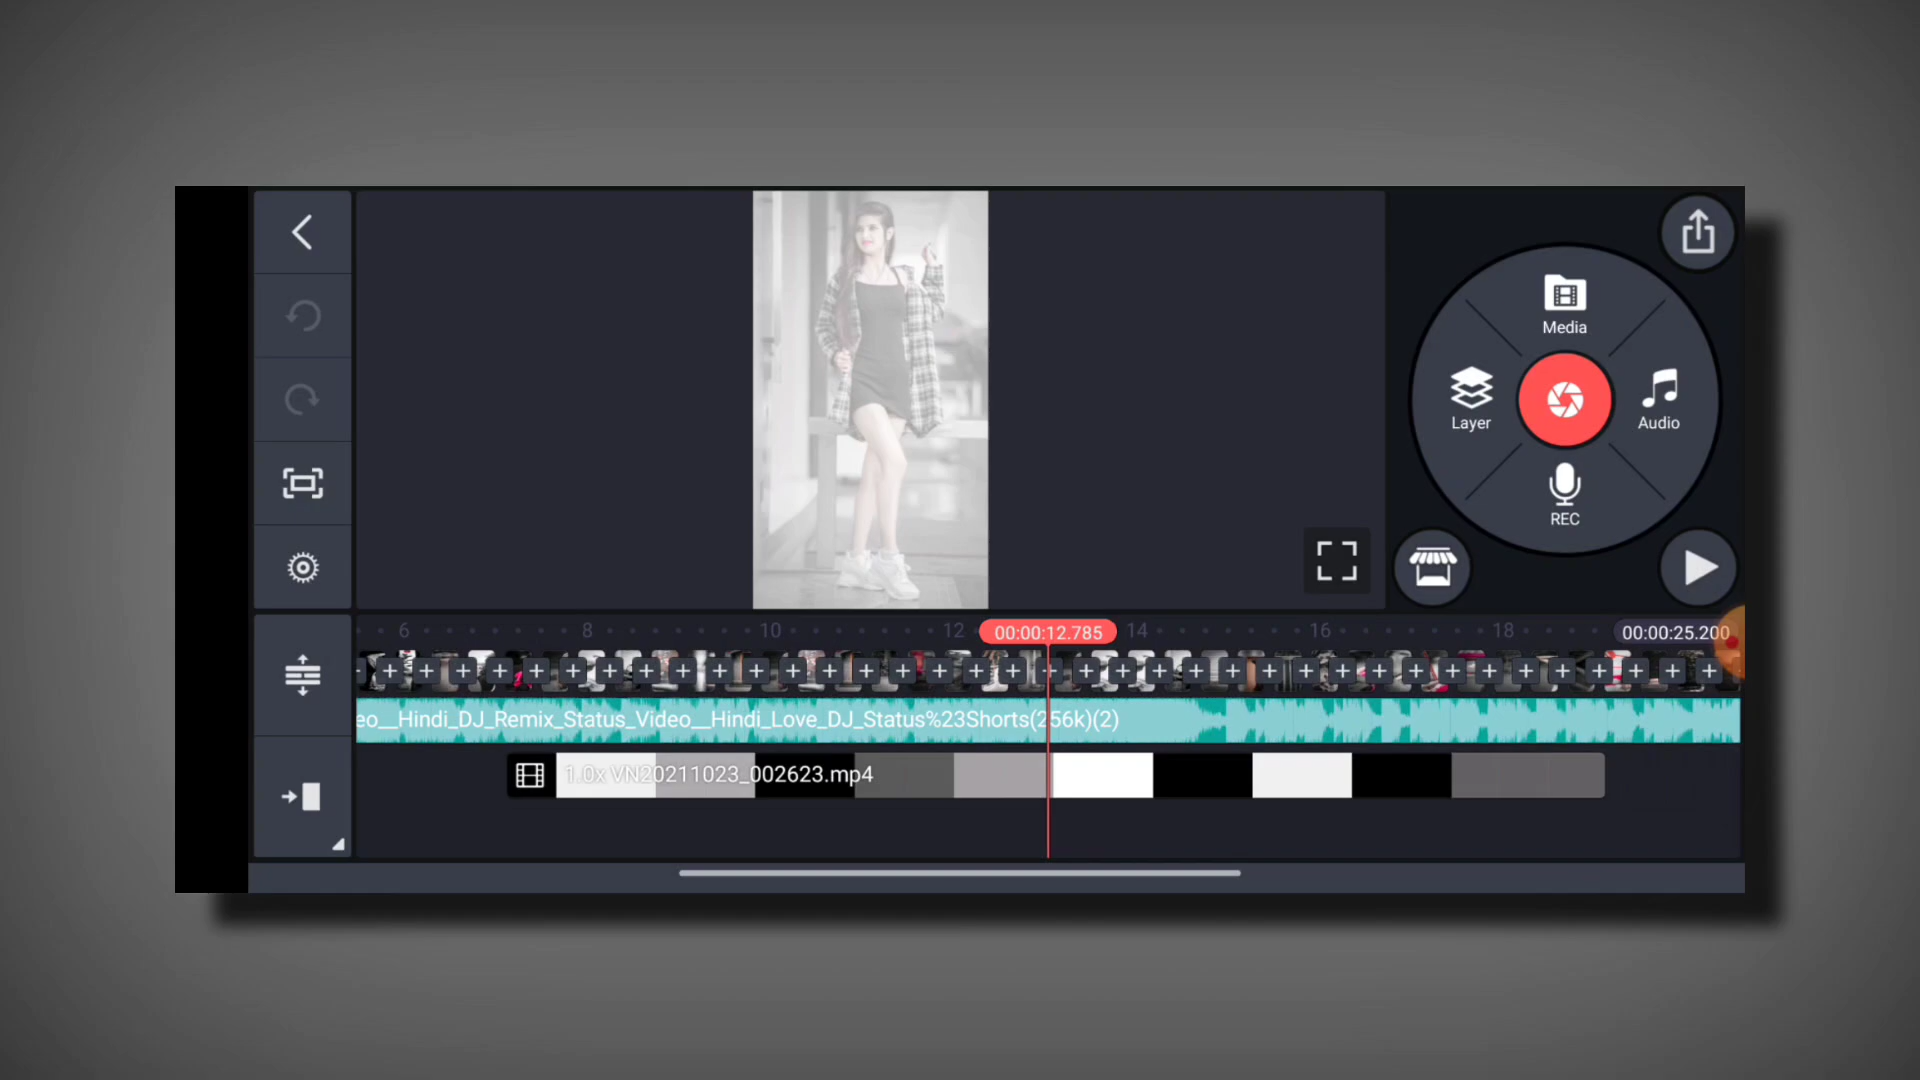 Media
Layer
Audio
REC
6 8 10 12 00:00:12.785 14 16 18 00:00:25.200
eo__Hindi_DJ_Remix_Status_Video__Hindi_Love_DJ_Status%23Shorts(256k)(2)
1.0x VN20211023_002623.mp4